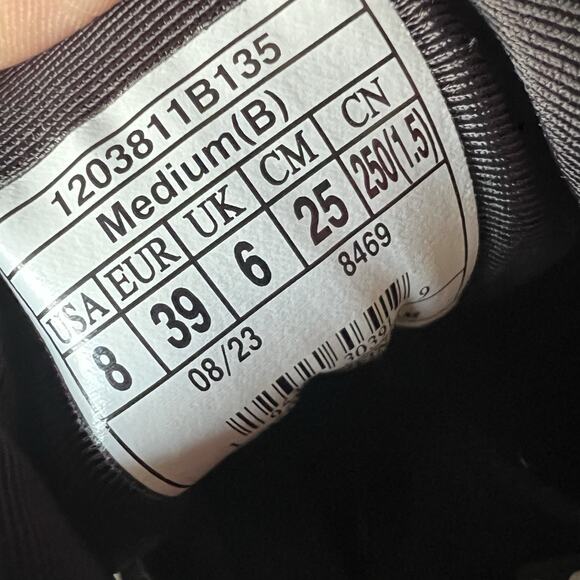 1203811B135
Medium(B)
USA EUR UK CM CN
8 39 6 25 250(1.5)
08/23 8469